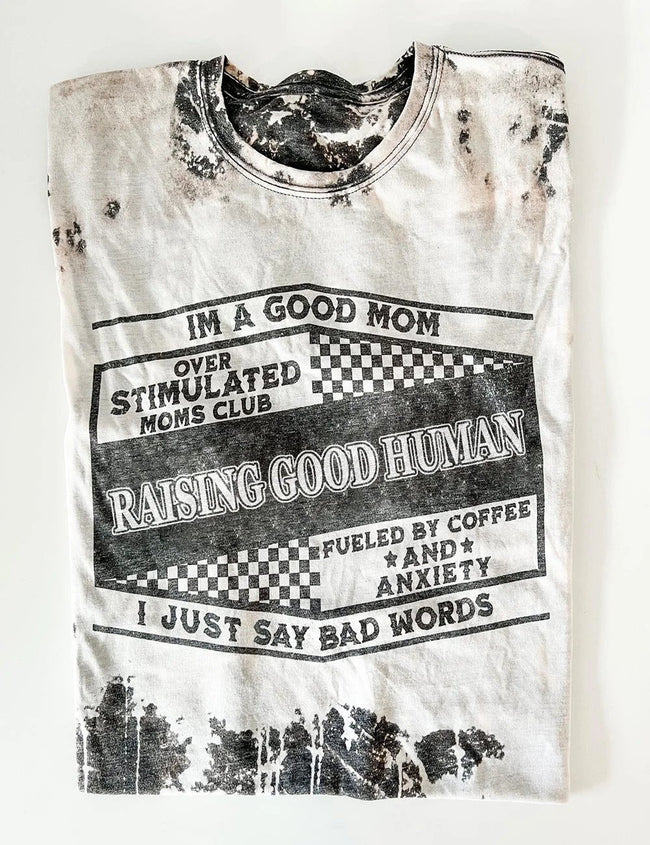 IM A GOOD MOM
OVER
STIMULATED
MOMS CLUB
RAISING GOOD HUMAN
FUELED BY COFFEE
★AND★
ANXIETY
I JUST SAY BAD WORDS